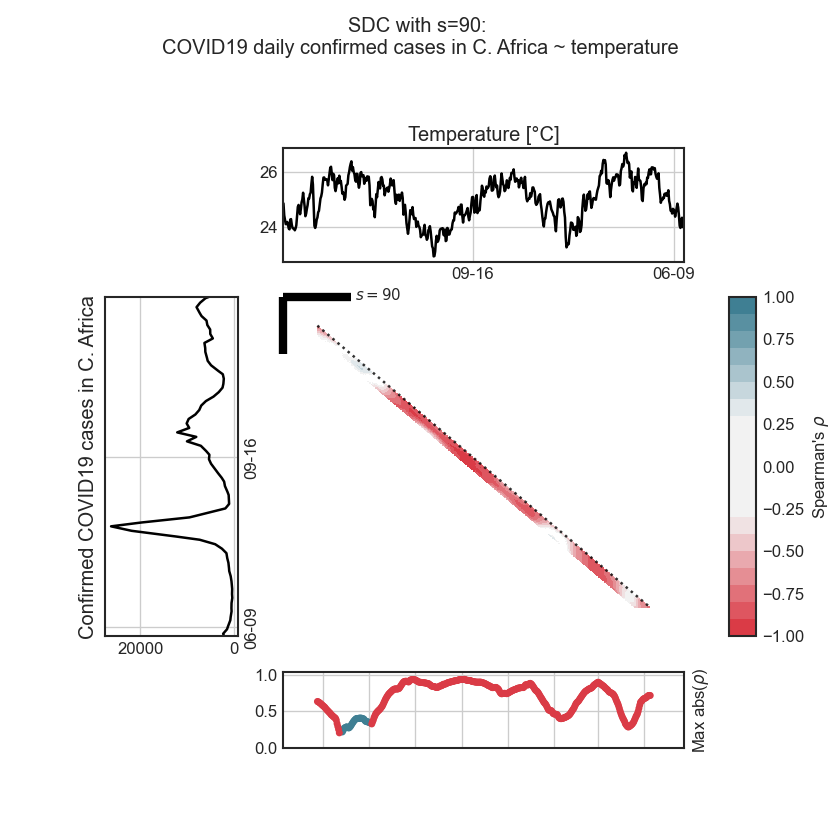 SDC with s=90:
COVID19 daily confirmed cases in C. Africa ~ temperature
Temperature [°C]
26
24
09-16
06-09
s = 90
Confirmed COVID19 cases in C. Africa
09-16
06-09
20000
0
1.00
0.75
0.50
0.25
0.00
−0.25
−0.50
−0.75
−1.00
Spearman's ρ
1.0
0.5
0.0
Max abs(ρ)